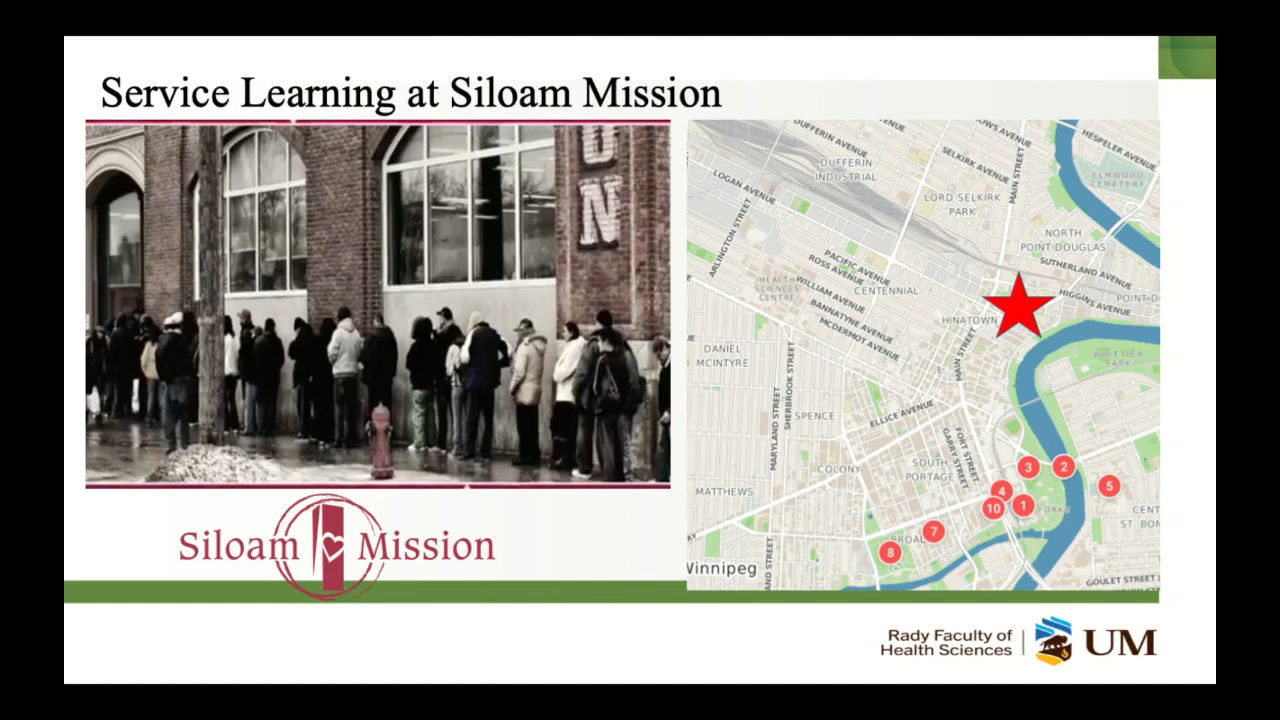 Service Learning at Siloam Mission
ON
Siloam Mission
DUFFERIN AVENUE
DUFFERIN
INDUSTRIAL
SELKIRK AVENUE
MAIN STREET
HESPELER AVENUE
ELMWOOD
CEMETERY
LOGAN AVENUE
LORD SELKIRK
PARK
ARLINGTON STREET
NORTH
POINT DOUGLAS
SUTHERLAND AVENUE
PACIFIC AVENUE
ROSS AVENUE
HEALTH
SCIENCES
CENTRE
WILLIAM AVENUE
CENTENNIAL
HIGGINS AVENUE
POINT-D
BANNATYNE AVENUE
MCDERMOT AVENUE
HINATOWN
DANIEL
MCINTYRE
SHERBROOK STREET
MAIN STREET
WHITTIER
PARK
MARYLAND STREET
SPENCE
ELLICE AVENUE
FORT STREET
GARRY STREET
COLONY
SOUTH
PORTAGE
3
2
MATTHEWS
4
5
10
1
FORKS
CENT
ST. BON
7
BROAD
8
Winnipeg
GOULET STREET
Rady Faculty of
Health Sciences
UM